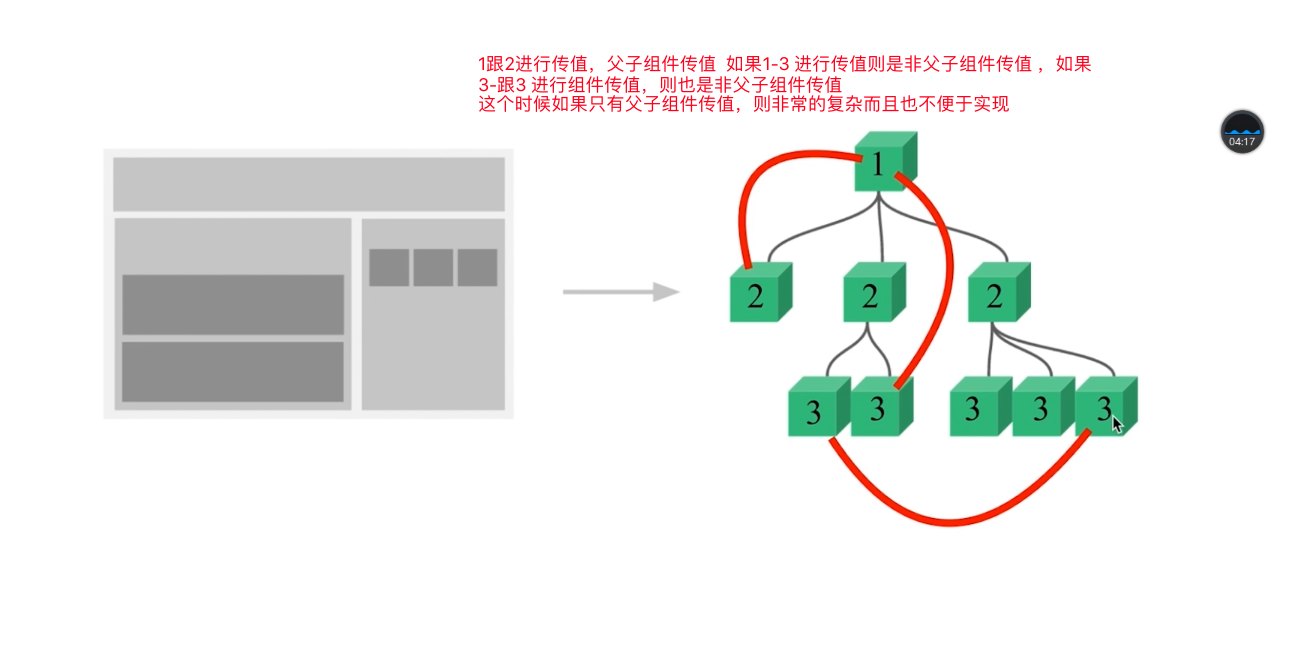 1跟2进行传值，父子组件传值  如果1-3 进行传值则是非父子组件传值 ，如果
3-跟3 进行组件传值，则也是非父子组件传值
这个时候如果只有父子组件传值，则非常的复杂而且也不便于实现
04:17
1
2 2 2
3 3 3 3 3